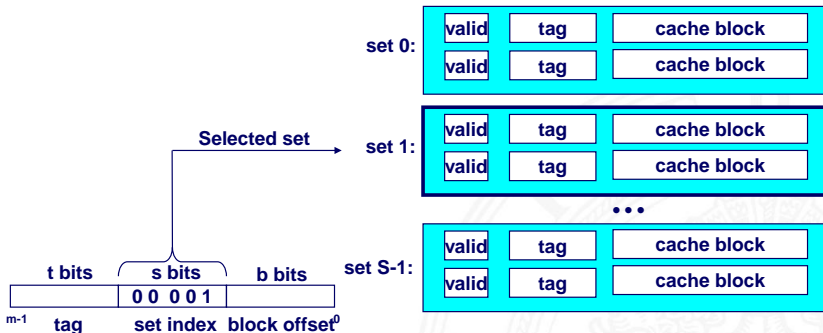 set 0:
valid tag cache block
valid tag cache block
Selected set
set 1:
valid tag cache block
valid tag cache block
•••
set S-1:
valid tag cache block
valid tag cache block
t bits s bits b bits
0 0 0 0 1
m-1 0
tag set index block offset